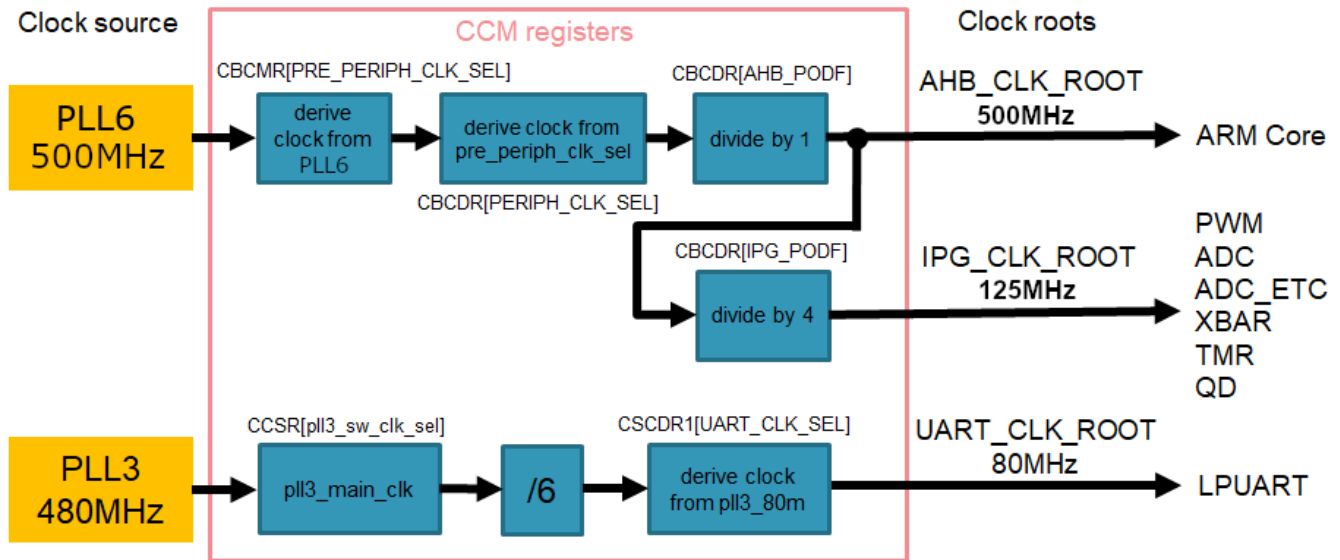 Clock source
CCM registers
Clock roots
CBCMR[PRE_PERIPH_CLK_SEL]
CBCDR[AHB_PODF]
AHB_CLK_ROOT
500MHz
PLL6
500MHz
derive
clock from
PLL6
derive clock from
pre_periph_clk_sel
divide by 1
ARM Core
CBCDR[PERIPH_CLK_SEL]
CBCDR[IPG_PODF]
IPG_CLK_ROOT
125MHz
divide by 4
PWM
ADC
ADC_ETC
XBAR
TMR
QD
CCSR[pll3_sw_clk_sel]
CSCDR1[UART_CLK_SEL]
UART_CLK_ROOT
80MHz
PLL3
480MHz
pll3_main_clk
/6
derive clock
from pll3_80m
LPUART